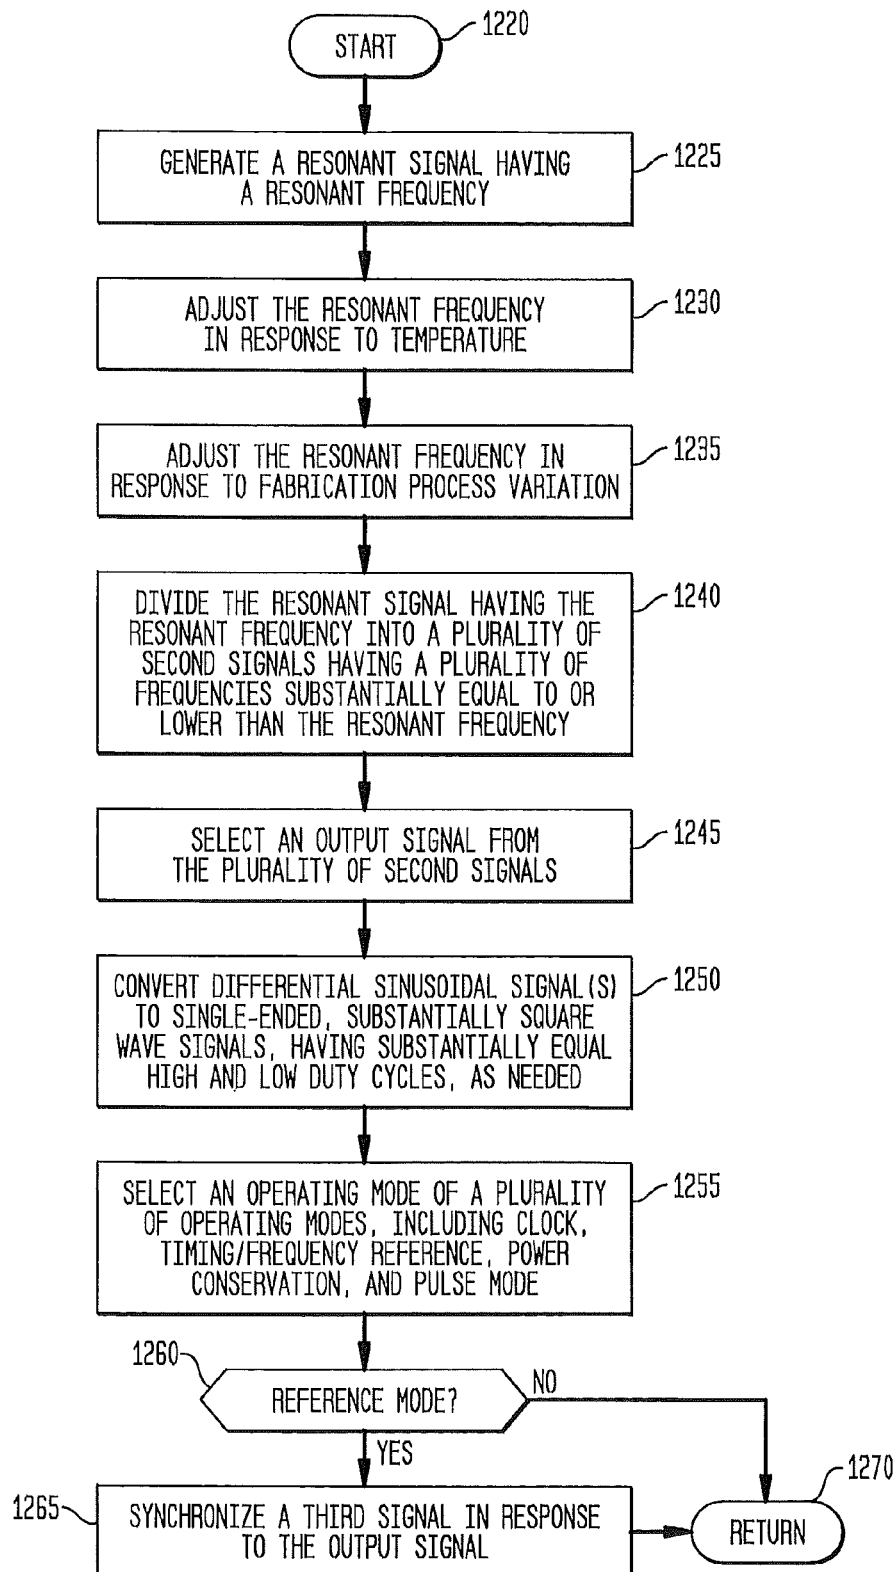 START
1220
GENERATE A RESONANT SIGNAL HAVING
A RESONANT FREQUENCY
1225
ADJUST THE RESONANT FREQUENCY
IN RESPONSE TO TEMPERATURE
1230
ADJUST THE RESONANT FREQUENCY IN
RESPONSE TO FABRICATION PROCESS VARIATION
1235
DIVIDE THE RESONANT SIGNAL HAVING THE
RESONANT FREQUENCY INTO A PLURALITY OF
SECOND SIGNALS HAVING A PLURALITY OF
FREQUENCIES SUBSTANTIALLY EQUAL TO OR
LOWER THAN THE RESONANT FREQUENCY
1240
SELECT AN OUTPUT SIGNAL FROM
THE PLURALITY OF SECOND SIGNALS
1245
CONVERT DIFFERENTIAL SINUSOIDAL SIGNAL(S)
TO SINGLE-ENDED, SUBSTANTIALLY SQUARE
WAVE SIGNALS, HAVING SUBSTANTIALLY EQUAL
HIGH AND LOW DUTY CYCLES, AS NEEDED
1250
SELECT AN OPERATING MODE OF A PLURALITY
OF OPERATING MODES, INCLUDING CLOCK,
TIMING/FREQUENCY REFERENCE, POWER
CONSERVATION, AND PULSE MODE
1255
1260
REFERENCE MODE?
NO
YES
1265
SYNCHRONIZE A THIRD SIGNAL IN RESPONSE
TO THE OUTPUT SIGNAL
1270
RETURN